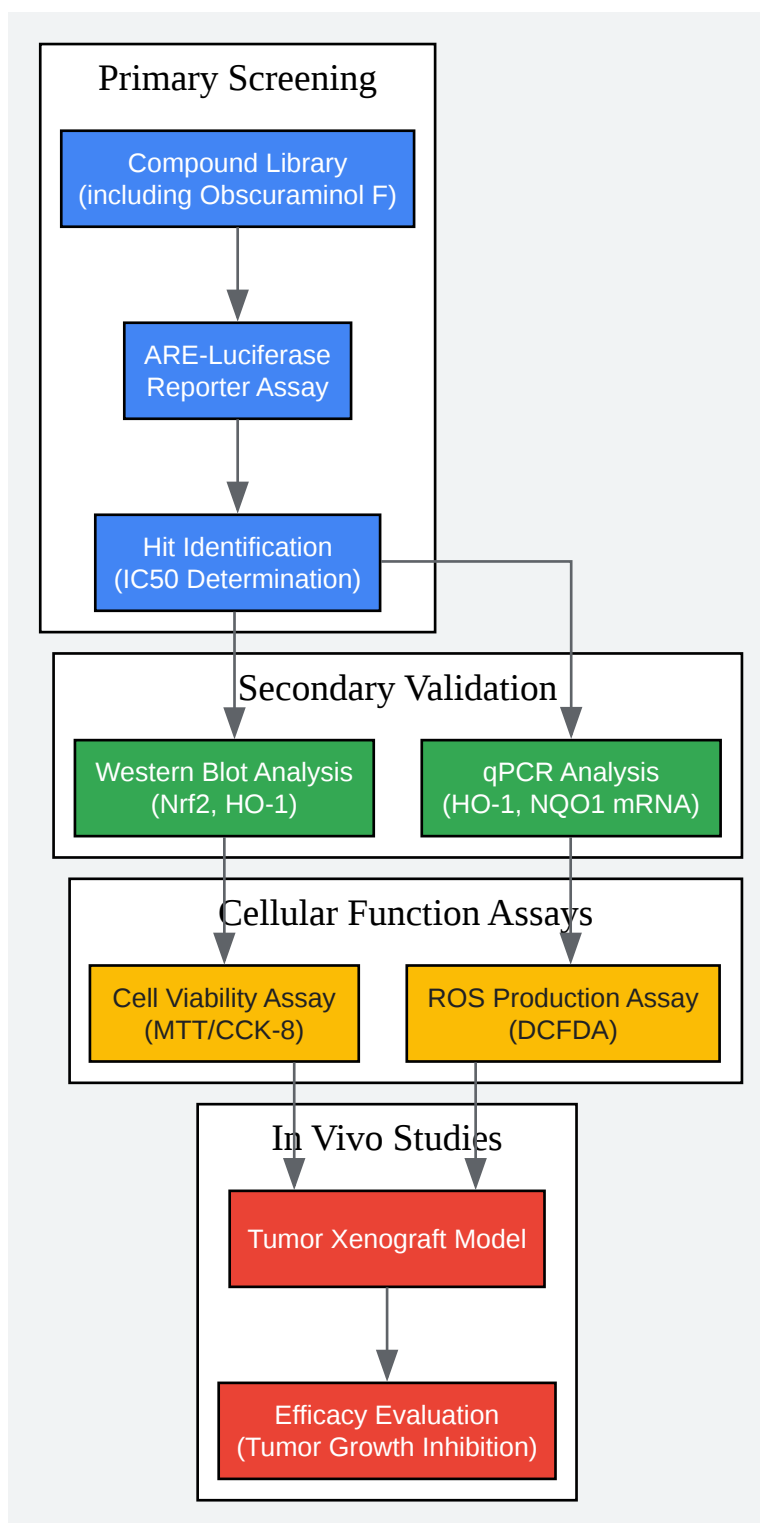 Primary Screening
Compound Library
(including Obscuraminol F)
ARE-Luciferase
Reporter Assay
Hit Identification
(IC50 Determination)
Secondary Validation
Western Blot Analysis
(Nrf2, HO-1)
qPCR Analysis
(HO-1, NQO1 mRNA)
Cellular Function Assays
Cell Viability Assay
(MTT/CCK-8)
ROS Production Assay
(DCFDA)
In Vivo Studies
Tumor Xenograft Model
Efficacy Evaluation
(Tumor Growth Inhibition)